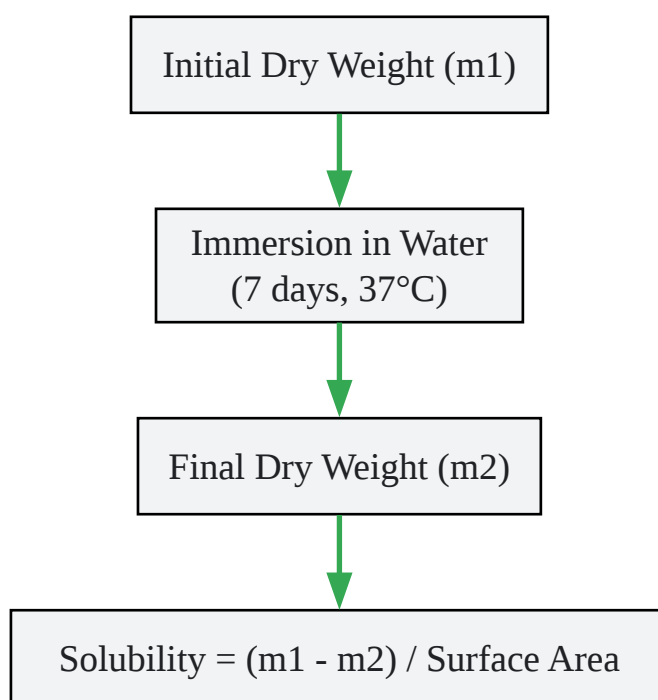 Initial Dry Weight (m1)
Immersion in Water
(7 days, 37°C)
Final Dry Weight (m2)
Solubility = (m1 - m2) / Surface Area